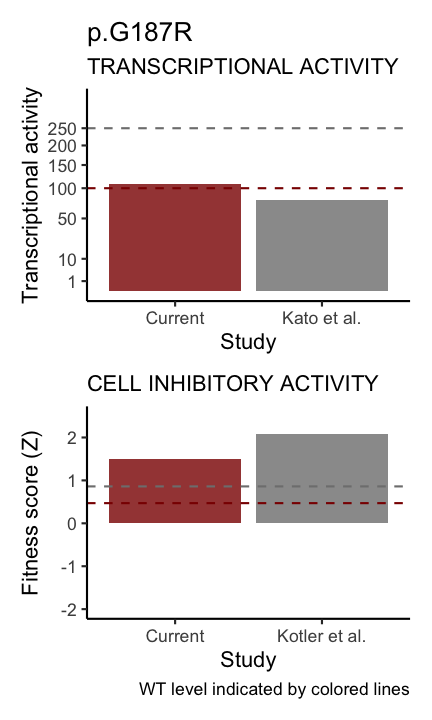 p.G187R
TRANSCRIPTIONAL ACTIVITY
Transcriptional activity
250
200
150
100
50
10
1
Current
Kato et al.
Study
CELL INHIBITORY ACTIVITY
Fitness score (Z)
2
1
0
-1
-2
Current
Kotler et al.
Study
WT level indicated by colored lines